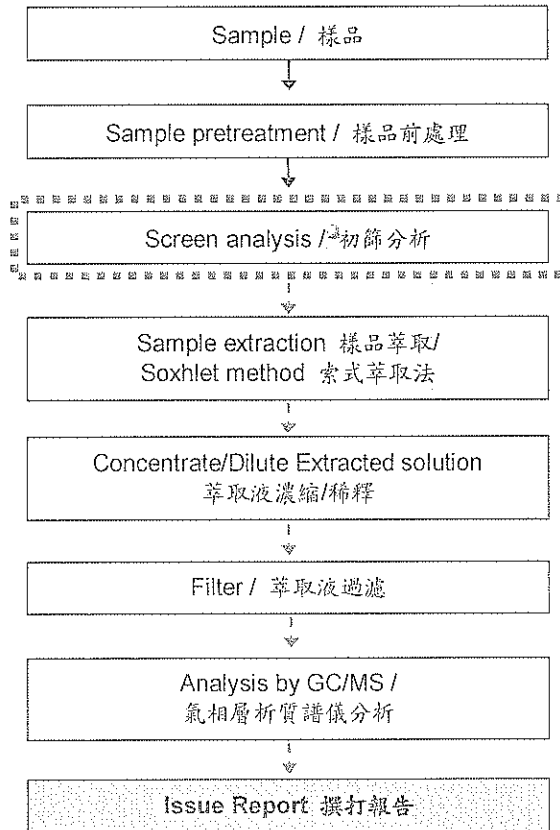 Sample / 樣品
Sample pretreatment / 樣品前處理
Screen analysis / 初篩分析
Sample extraction 樣品萃取/
Soxhlet method 索式萃取法
Concentrate/Dilute Extracted solution
萃取液濃縮/稀釋
Filter / 萃取液過濾
Analysis by GC/MS /
氣相層析質譜儀分析
Issue Report 撰打報告